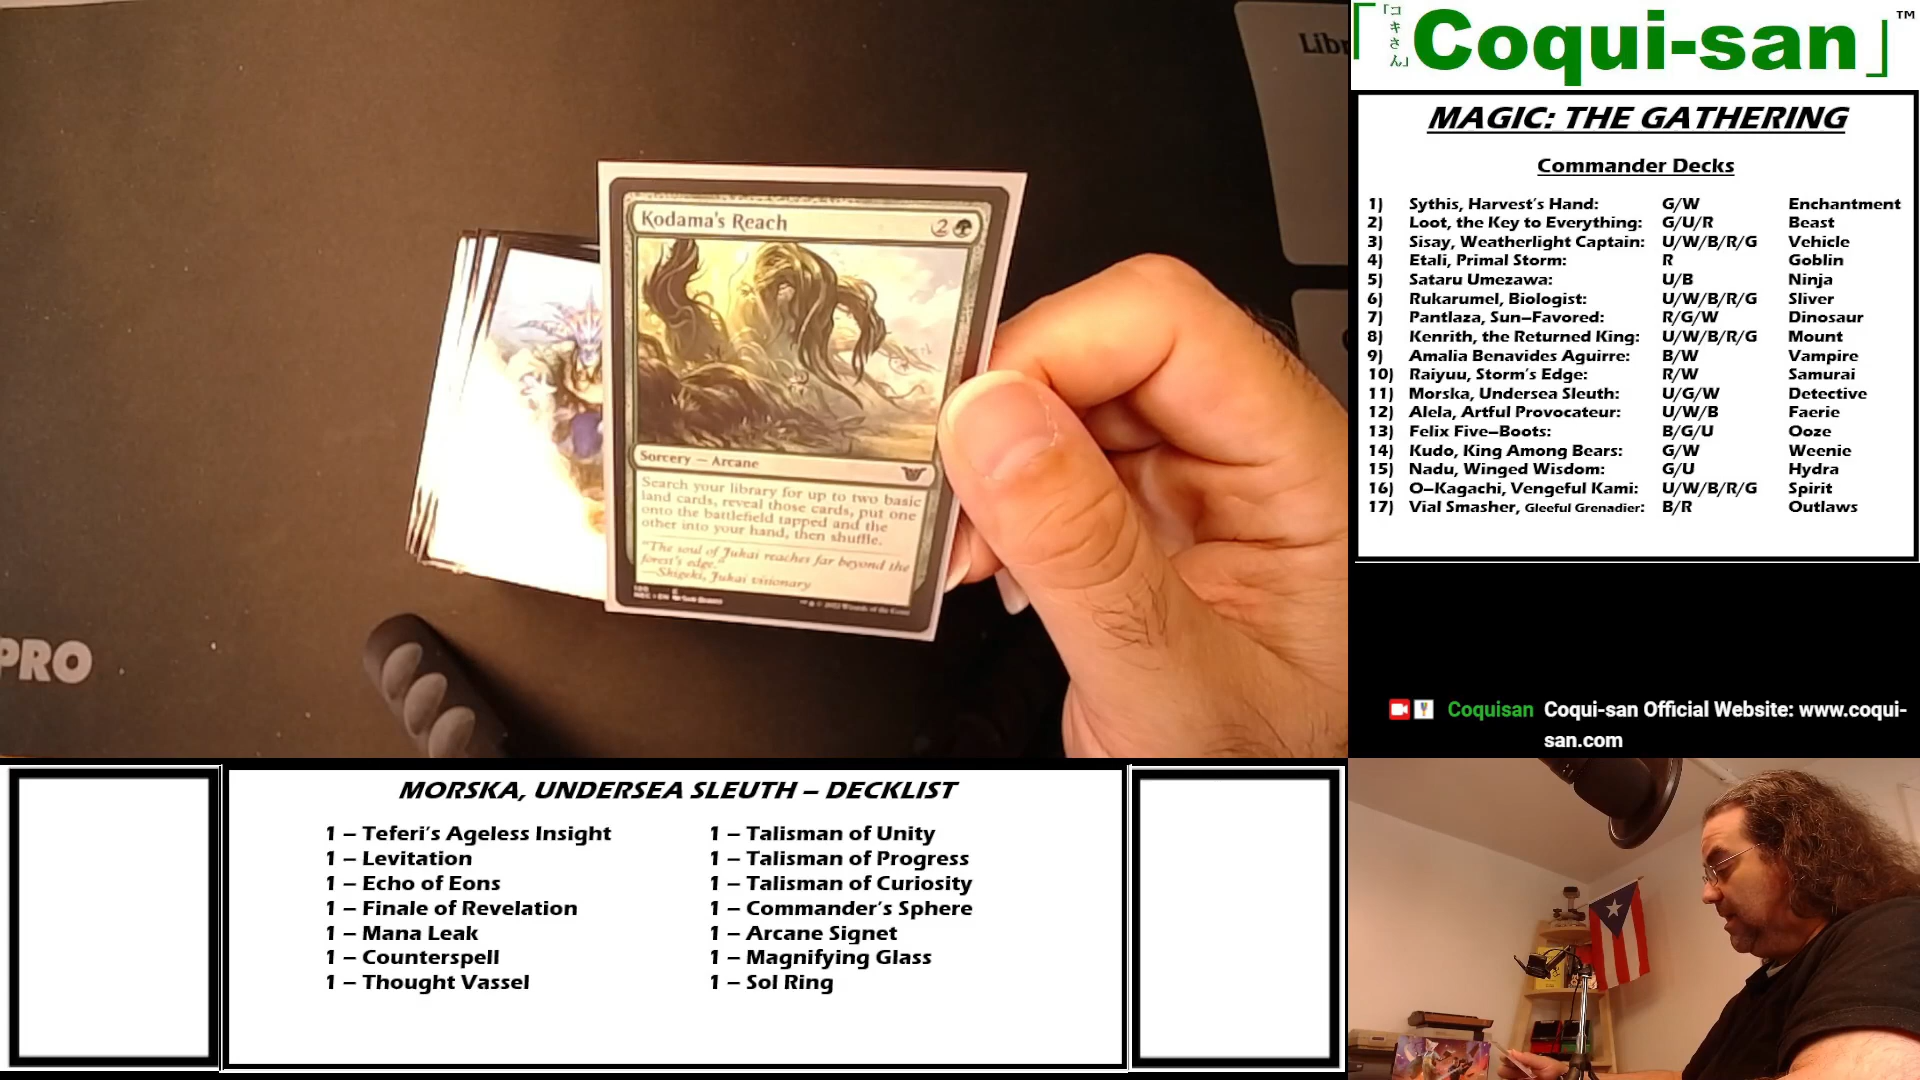 Libr
PRO
Kodama's Reach
2
Sorcery — Arcane
Search your library for up to two basic
land cards, reveal those cards, put one
onto the battlefield tapped and the
other into your hand, then shuffle.
"The soul of Jukai reaches far beyond the
forest's edge."
—Shigeki, Jukai visionary
「コキさん」
「Coqui-san」™
MAGIC: THE GATHERING
Commander Decks
1) Sythis, Harvest's Hand: G/W Enchantment
2) Loot, the Key to Everything: G/U/R Beast
3) Sisay, Weatherlight Captain: U/W/B/R/G Vehicle
4) Etali, Primal Storm: R Goblin
5) Sataru Umezawa: U/B Ninja
6) Rukarumel, Biologist: U/W/B/R/G Sliver
7) Pantlaza, Sun-Favored: R/G/W Dinosaur
8) Kenrith, the Returned King: U/W/B/R/G Mount
9) Amalia Benavides Aguirre: B/W Vampire
10) Raiyuu, Storm's Edge: R/W Samurai
11) Morska, Undersea Sleuth: U/G/W Detective
12) Alela, Artful Provocateur: U/W/B Faerie
13) Felix Five-Boots: B/G/U Ooze
14) Kudo, King Among Bears: G/W Weenie
15) Nadu, Winged Wisdom: G/U Hydra
16) O-Kagachi, Vengeful Kami: U/W/B/R/G Spirit
17) Vial Smasher, Gleeful Grenadier: B/R Outlaws
Coquisan Coqui-san Official Website: www.coqui-
san.com
MORSKA, UNDERSEA SLEUTH – DECKLIST
1 – Teferi's Ageless Insight
1 – Levitation
1 – Echo of Eons
1 – Finale of Revelation
1 – Mana Leak
1 – Counterspell
1 – Thought Vassel
1 – Talisman of Unity
1 – Talisman of Progress
1 – Talisman of Curiosity
1 – Commander's Sphere
1 – Arcane Signet
1 – Magnifying Glass
1 – Sol Ring